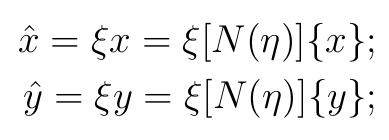 x̂ = ξx = ξ[N(η)]{x};
ŷ = ξy = ξ[N(η)]{y};